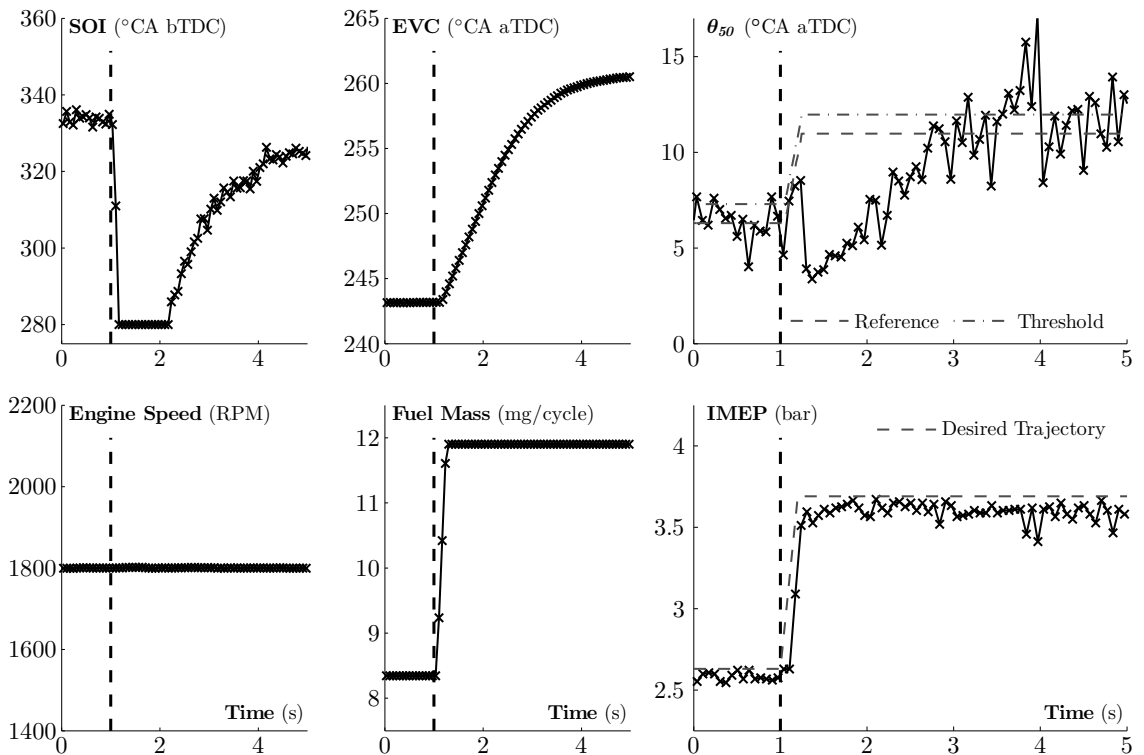 SOI (°CA bTDC)
360
340
320
300
280
0 2 4
EVC (°CA aTDC)
265
260
255
250
245
240
0 2 4
θ50 (°CA aTDC)
15
10
5
0
Reference Threshold
0 1 2 3 4 5
Engine Speed (RPM)
2200
2000
1800
1600
1400
Time (s)
0 2 4
Fuel Mass (mg/cycle)
12
11
10
9
8
Time (s)
0 2 4
IMEP (bar)
Desired Trajectory
4
3.5
3
2.5
Time (s)
0 1 2 3 4 5